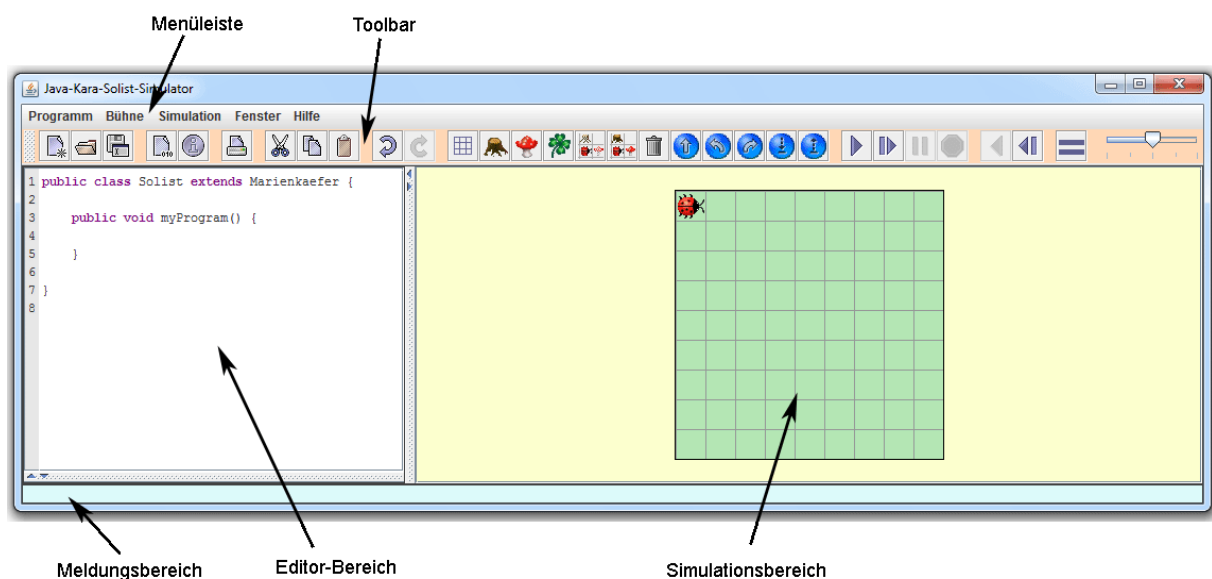 Menüleiste
Toolbar
Java-Kara-Solist-Simulator
Programm Bühne Simulation Fenster Hilfe
1 public class Solist extends Marienkaefer {
2
3 public void myProgram() {
4
5 }
6
7 }
8
Meldungsbereich
Editor-Bereich
Simulationsbereich